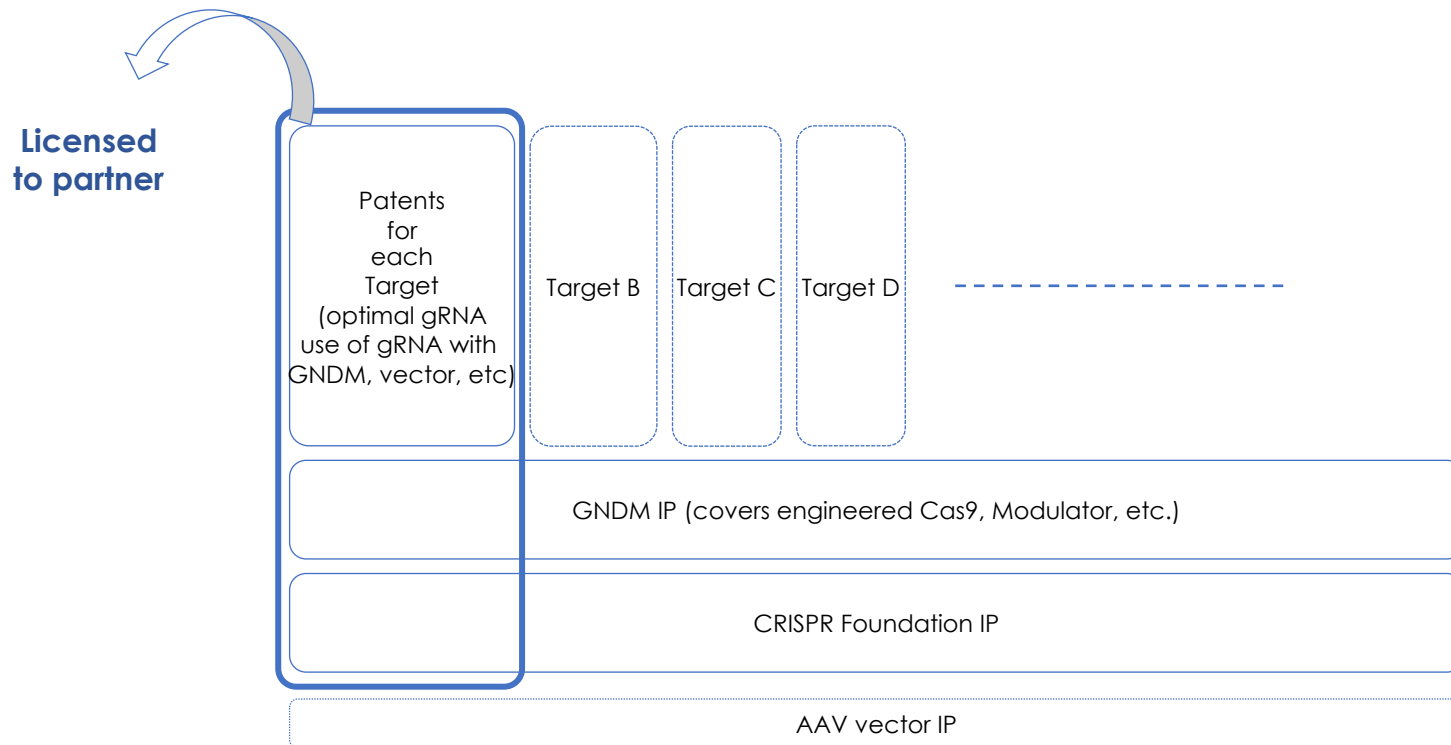 Licensed
to partner
Patents
for
each
Target
(optimal gRNA
use of gRNA with
GNDM, vector, etc)
Target B
Target C
Target D
GNDM IP (covers engineered Cas9, Modulator, etc.)
CRISPR Foundation IP
AAV vector IP